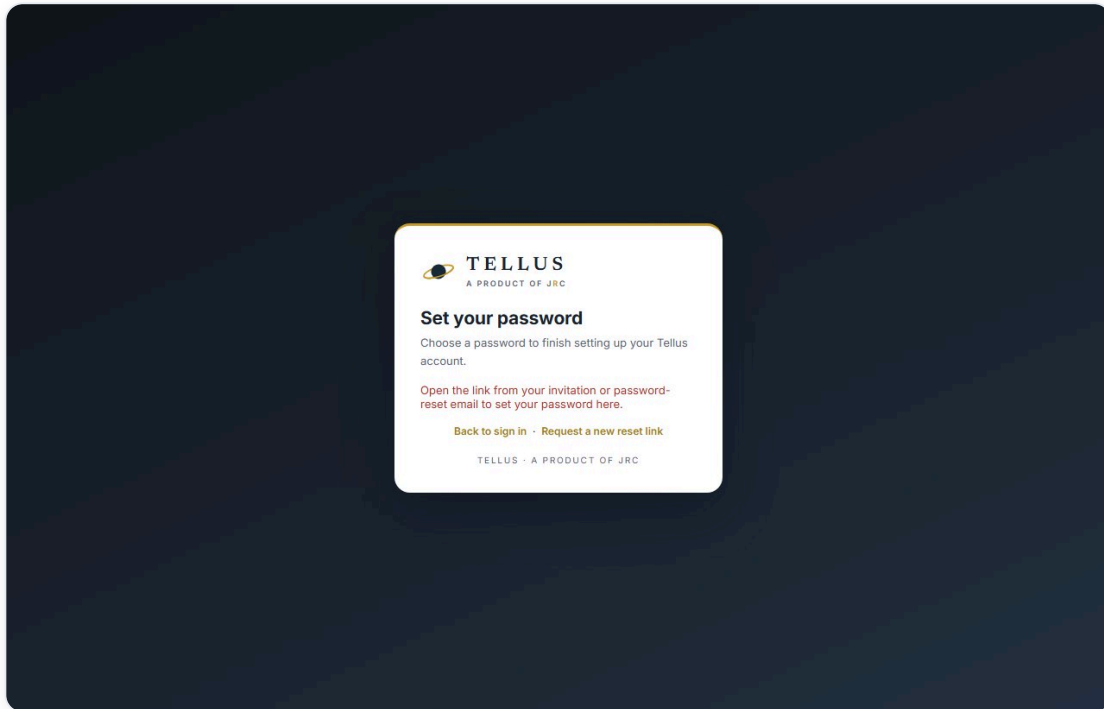 TELLUS
A PRODUCT OF JRC
Set your password
Choose a password to finish setting up your Tellus
account.
Open the link from your invitation or password-
reset email to set your password here.
Back to sign in · Request a new reset link
TELLUS · A PRODUCT OF JRC